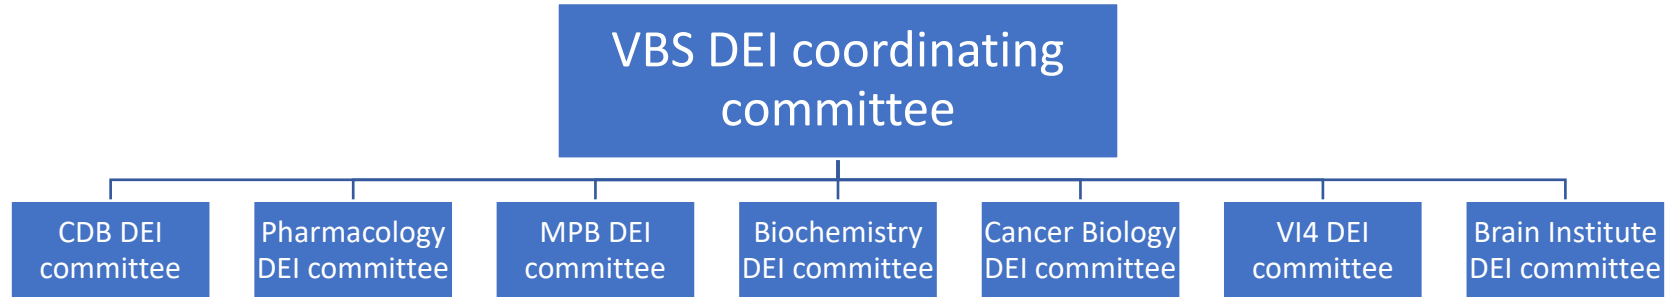 VBS DEI coordinating
committee
CDB DEI
committee
Pharmacology
DEI committee
MPB DEI
committee
Biochemistry
DEI committee
Cancer Biology
DEI committee
VI4 DEI
committee
Brain Institute
DEI committee